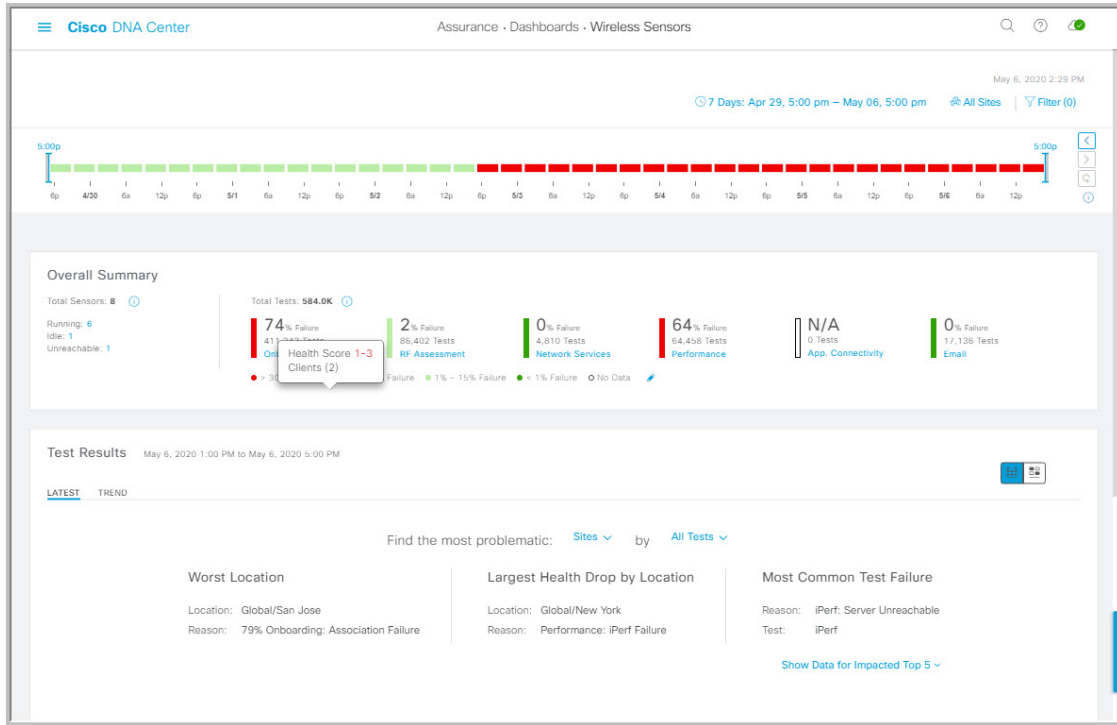 Cisco DNA Center
Assurance · Dashboards · Wireless Sensors
May 6, 2020 2:29 PM
7 Days: Apr 29, 5:00 pm – May 06, 5:00 pm All Sites Filter (0)
5:00p 5:00p
6p 4/30 6a 12p 6p 5/1 6a 12p 6p 5/2 6a 12p 6p 5/3 6a 12p 6p 5/4 6a 12p 6p 5/5 6a 12p 6p 5/6 6a 12p
Overall Summary
Total Sensors: 8
Running: 6
Idle: 1
Unreachable: 1
Total Tests: 584.0K
74% Failure
2% Failure
86,402 Tests
RF Assessment
0% Failure
4,810 Tests
Network Services
64% Failure
64,458 Tests
Performance
N/A
0 Tests
App. Connectivity
0% Failure
17,136 Tests
Email
Health Score 1-3
Clients (2)
Failure 1% - 15% Failure < 1% Failure No Data
Test Results May 6, 2020 1:00 PM to May 6, 2020 5:00 PM
LATEST TREND
Find the most problematic: Sites by All Tests
Worst Location
Location: Global/San Jose
Reason: 79% Onboarding: Association Failure
Largest Health Drop by Location
Location: Global/New York
Reason: Performance: iPerf Failure
Most Common Test Failure
Reason: iPerf: Server Unreachable
Test: iPerf
Show Data for Impacted Top 5